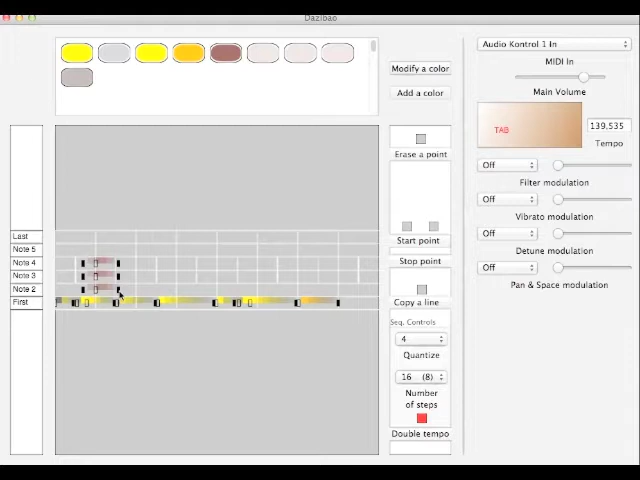 Dazibao
Modify a color
Add a color
Erase a point
Start point
Stop point
Copy a line
Seq. Controls
4
Quantize
16 (8)
Number
of steps
Double tempo
Last
Note 5
Note 4
Note 3
Note 2
First
Audio Kontrol 1 In
MIDI In
Main Volume
TAB
139,535
Tempo
Off
Filter modulation
Off
Vibrato modulation
Off
Detune modulation
Off
Pan & Space modulation